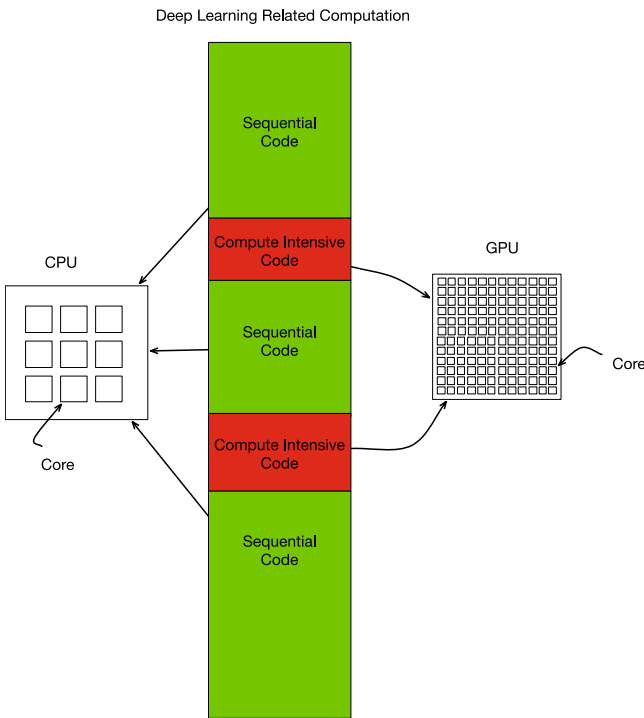 Deep Learning Related Computation
Sequential
Code
Compute Intensive
Code
CPU
GPU
Sequential
Code
Core
Compute Intensive
Code
Core
Sequential
Code